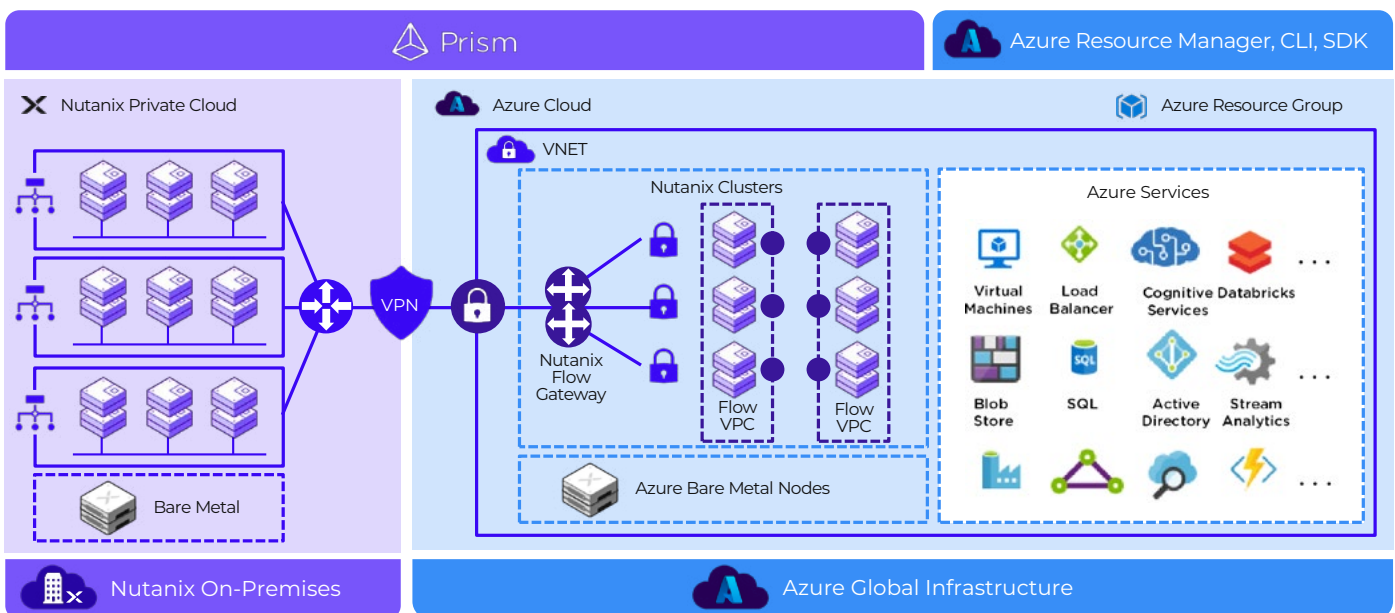 Prism
Azure Resource Manager, CLI, SDK
Nutanix Private Cloud
Azure Cloud
Azure Resource Group
VNET
Nutanix Clusters
Azure Services
Virtual
Machines
Load
Balancer
Cognitive
Services
Databricks
...
VPN
Nutanix
Flow
Gateway
Flow
VPC
Flow
VPC
SQL
Blob
Store
SQL
Active
Directory
Stream
Analytics
...
...
Bare Metal
Azure Bare Metal Nodes
Nutanix On-Premises
Azure Global Infrastructure